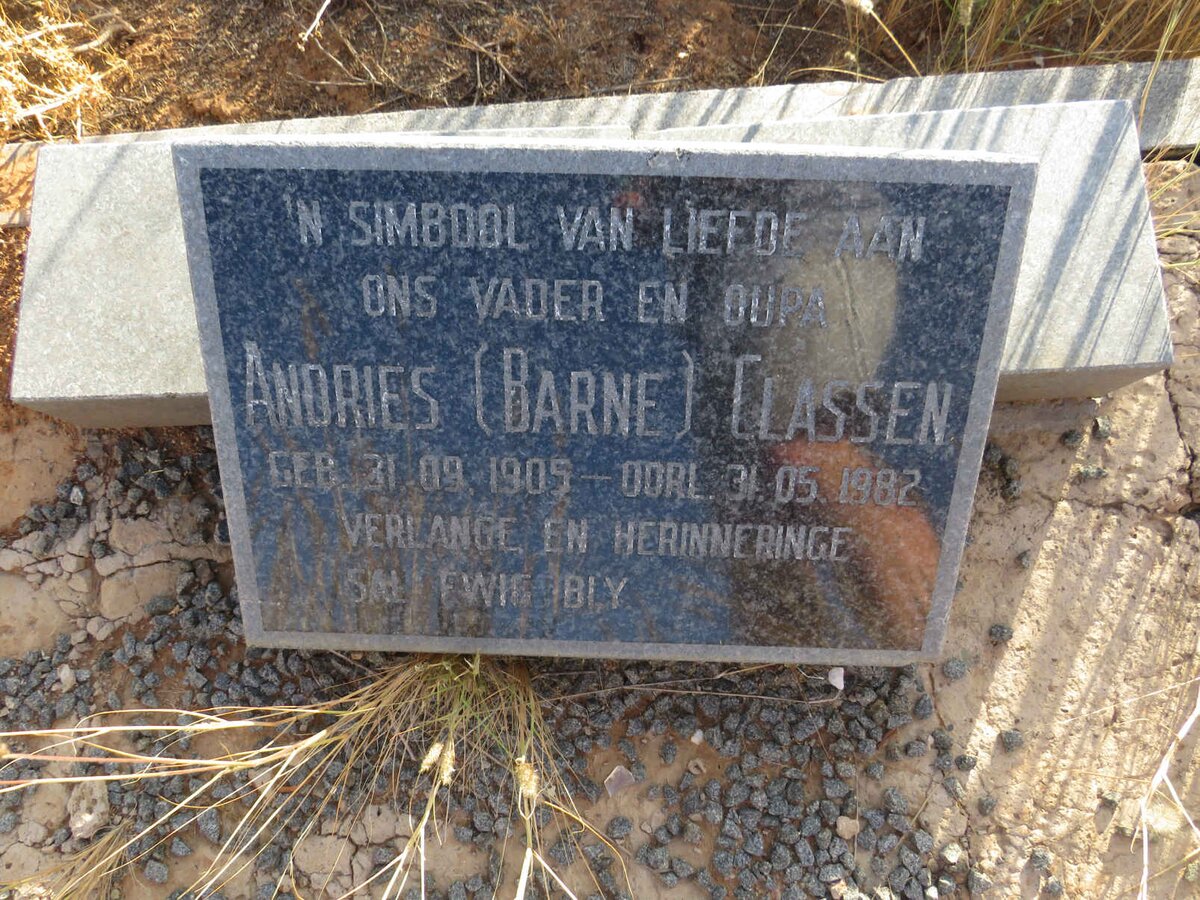 'N SIMBOOL VAN LIEFDE AAN
ONS VADER EN OUPA
ANDRIES (BARNE) CLASSEN
GEB. 31.09.1905 – OORL. 31.05.1982
VERLANGE EN HERINNERINGE
SAL EWIG BLY